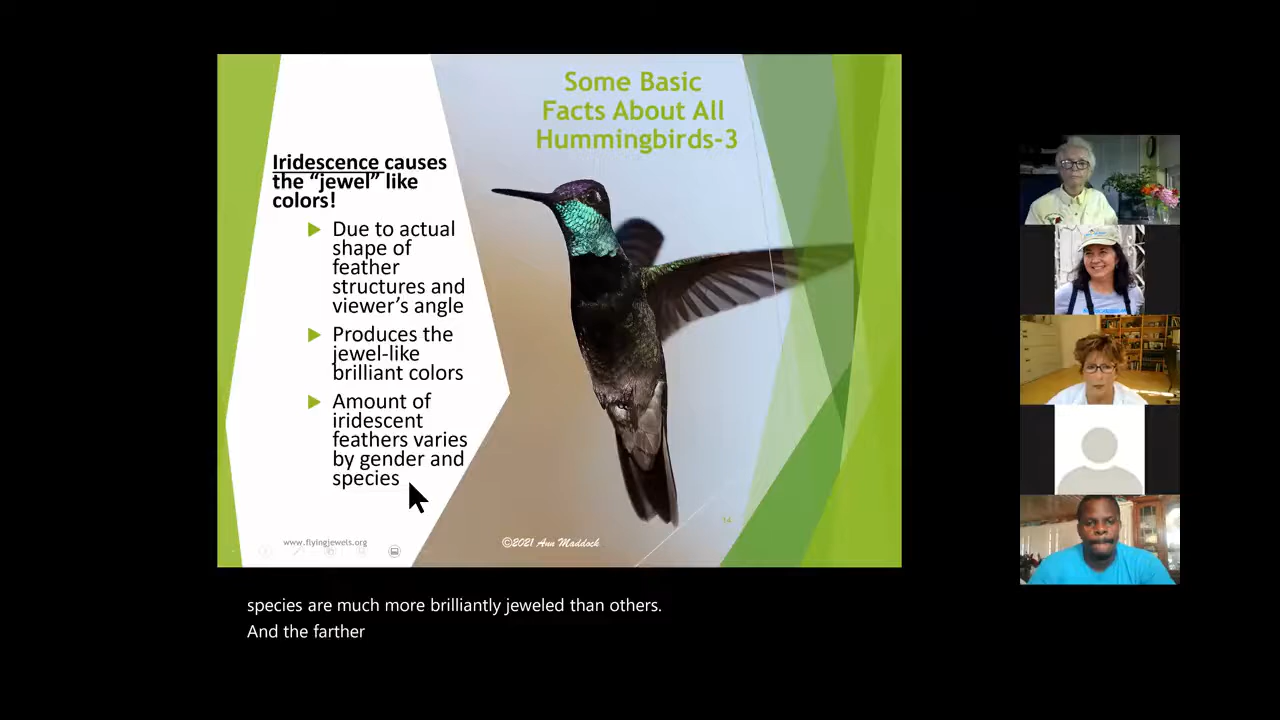 Some Basic
Facts About All
Hummingbirds-3
Iridescence causes
the “jewel” like
colors!
Due to actual
shape of
feather
structures and
viewer’s angle
Produces the
jewel-like
brilliant colors
Amount of
iridescent
feathers varies
by gender and
species
14
www.flyingjewels.org
©2021 Ann Maddock
species are much more brilliantly jeweled than others.
And the farther